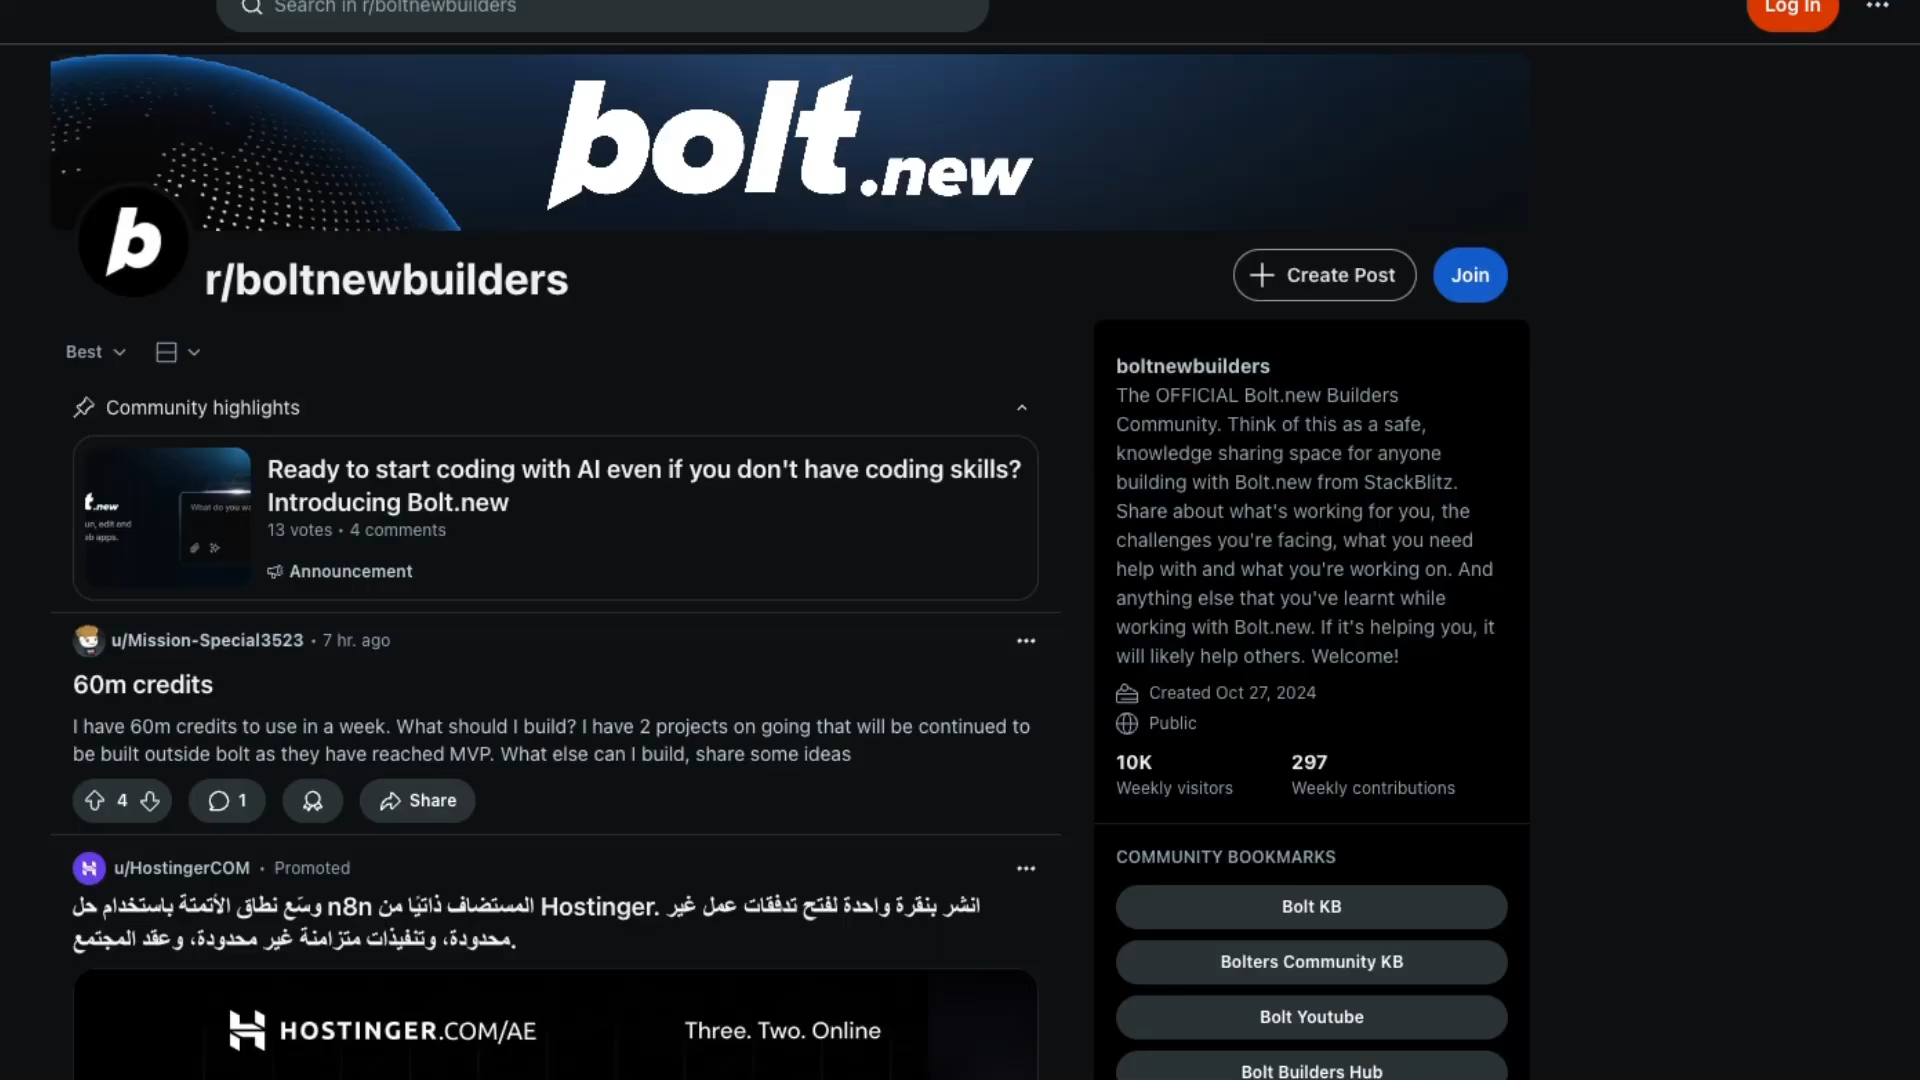 Search in r/boltnewbuilders
Log In
bolt.new
b
r/boltnewbuilders
Create Post
Join
Best
Community highlights
t.new
un, edit and
eb apps.
What do you wa
Ready to start coding with AI even if you don't have coding skills?
Introducing Bolt.new
13 votes • 4 comments
Announcement
u/Mission-Special3523 • 7 hr. ago
60m credits
I have 60m credits to use in a week. What should I build? I have 2 projects on going that will be continued to
be built outside bolt as they have reached MVP. What else can I build, share some ideas
4
1
Share
u/HostingerCOM • Promoted
وسّع نطاق الأتمتة باستخدام حل n8n المستضاف ذاتيًا من Hostinger. انشر بنقرة واحدة لفتح تدفقات عمل غير
محدودة، وتنفيذات متزامنة غير محدودة، وعقد المجتمع.
HOSTINGER.COM/AE
Three. Two. Online
boltnewbuilders
The OFFICIAL Bolt.new Builders
Community. Think of this as a safe,
knowledge sharing space for anyone
building with Bolt.new from StackBlitz.
Share about what's working for you, the
challenges you're facing, what you need
help with and what you're working on. And
anything else that you've learnt while
working with Bolt.new. If it's helping you, it
will likely help others. Welcome!
Created Oct 27, 2024
Public
10K
Weekly visitors
297
Weekly contributions
COMMUNITY BOOKMARKS
Bolt KB
Bolters Community KB
Bolt Youtube
Bolt Builders Hub